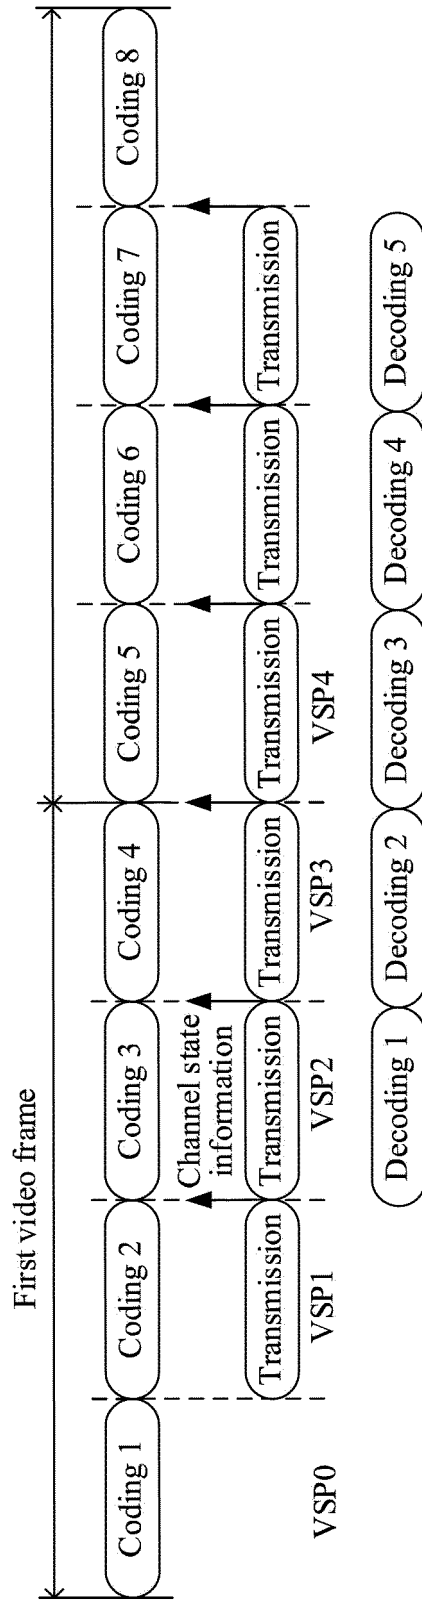 First video frame
Coding 1
Coding 2
Coding 3
Coding 4
Coding 5
Coding 6
Coding 7
Coding 8
Channel state
information
Transmission
Transmission
Transmission
Transmission
Transmission
Transmission
VSP0
VSP1
VSP2
VSP3
VSP4
Decoding 1
Decoding 2
Decoding 3
Decoding 4
Decoding 5